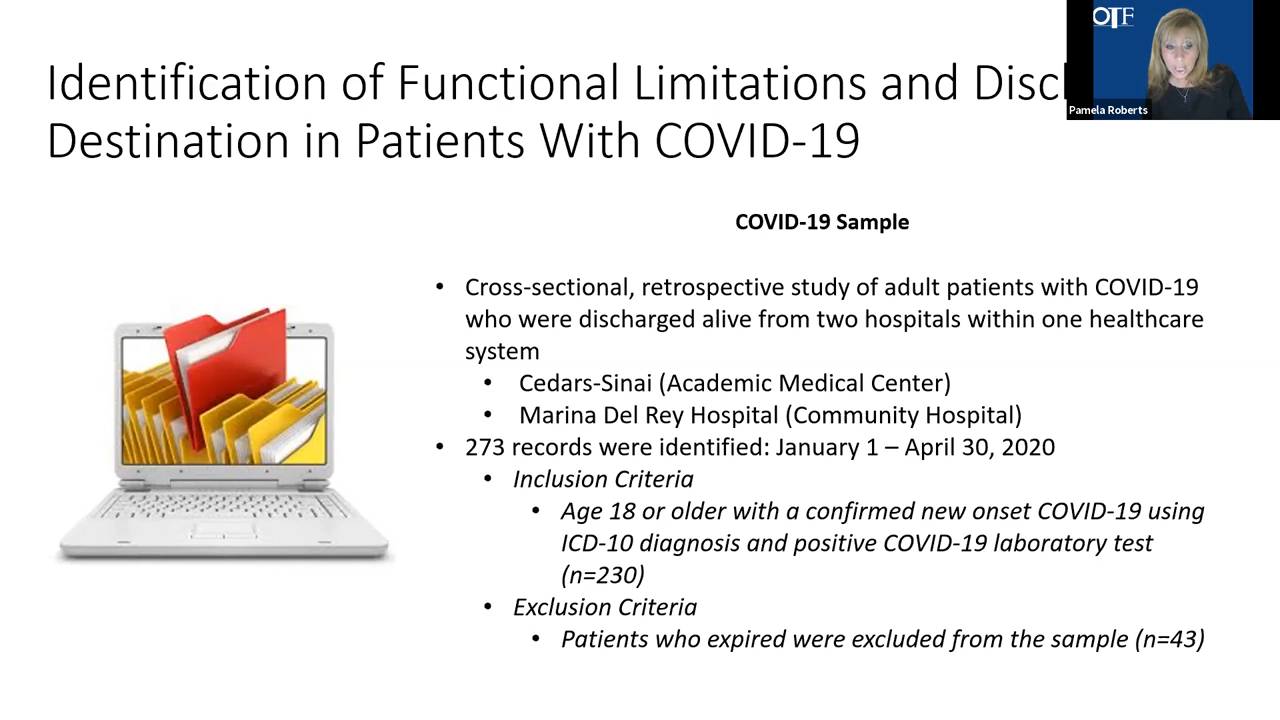 OTF
Pamela Roberts
Identification of Functional Limitations and
Destination in Patients With COVID-19
COVID-19 Sample
• Cross-sectional, retrospective study of adult patients with COVID-19
who were discharged alive from two hospitals within one healthcare
system
• Cedars-Sinai (Academic Medical Center)
• Marina Del Rey Hospital (Community Hospital)
• 273 records were identified: January 1 – April 30, 2020
• Inclusion Criteria
• Age 18 or older with a confirmed new onset COVID-19 using
ICD-10 diagnosis and positive COVID-19 laboratory test
(n=230)
• Exclusion Criteria
• Patients who expired were excluded from the sample (n=43)